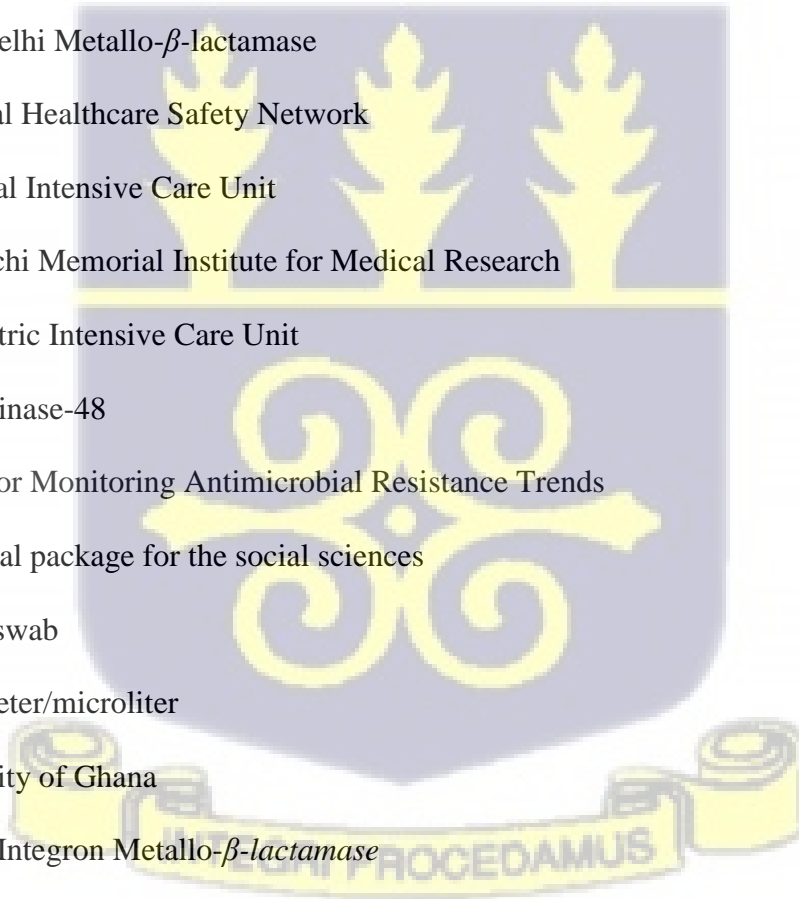 elhi Metallo-β-lactamase
al Healthcare Safety Network
al Intensive Care Unit
chi Memorial Institute for Medical Research
tric Intensive Care Unit
inase-48
or Monitoring Antimicrobial Resistance Trends
al package for the social sciences
swab
eter/microliter
ity of Ghana
Integron Metallo-β-lactamase
INTEGRI PROCEDAMUS